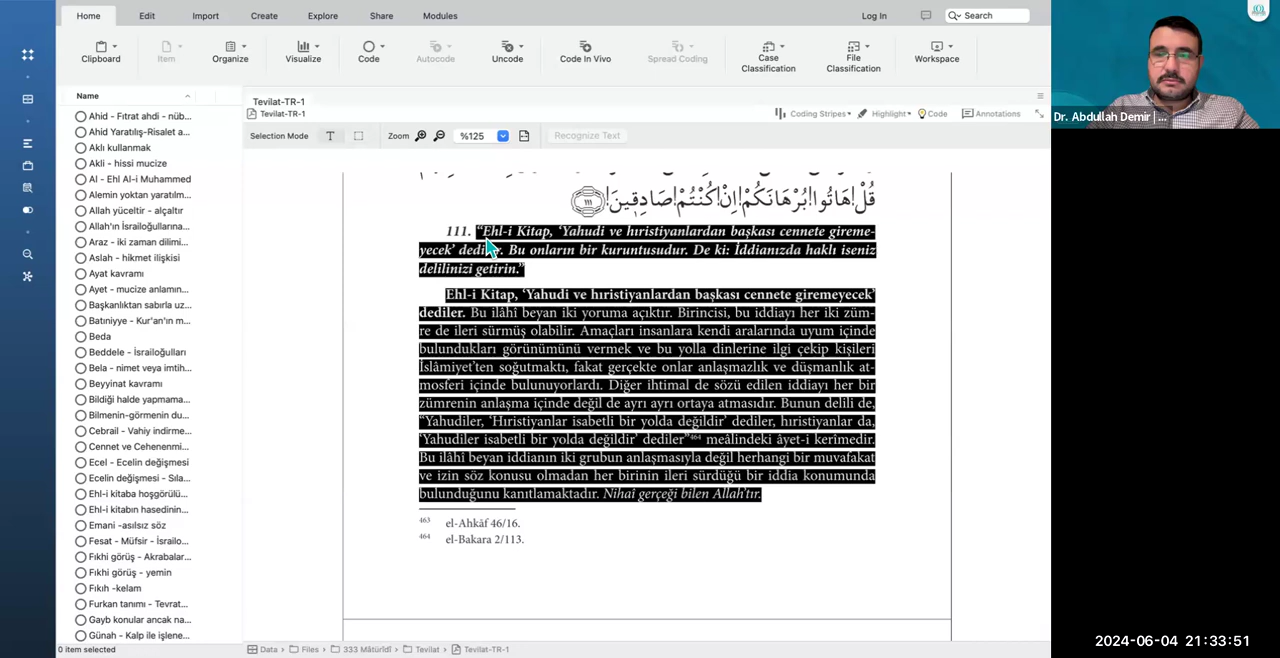 Home Edit Import Create Explore Share Modules Log In Search
Clipboard Item Organize Visualize Code Autocode Uncode Code In Vivo Spread Coding Case Classification File Classification Workspace
Name
Ahid - Fıtrat ahdi - nüb...
Ahid Yaratılış-Risalet a...
Aklı kullanmak
Akli - hissi mucize
Al - Ehl Al-i Muhammed
Alemin yoktan yaratılm...
Allah yüceltir - alçaltır
Allah'ın İsrailoğullarına...
Araz - iki zaman dilimi...
Aslah - hikmet ilişkisi
Ayat kavramı
Ayet - mucize anlamın...
Başkanlıktan sabırla uz...
Batıniyye - Kur'an'ın m...
Beda
Beddele - İsrailoğulları
Bela - nimet veya imtih...
Beyyinat kavramı
Bildiği halde yapmama...
Bilmenin-görmenin du...
Cebrail - Vahiy indirme...
Cennet ve Cehenenmi...
Ecel - Ecelin değişmesi
Ecelin değişmesi - Sıla...
Ehl-i kitaba hoşgörülü...
Ehl-i kitabın hasedinin...
Emani -asılsız söz
Fesat - Müfsir - İsrailo...
Fıkhi görüş - Akrabalar...
Fıkhi görüş - yemin
Fıkıh -kelam
Furkan tanımı - Tevrat...
Gayb konular ancak na...
Günah - Kalp ile işlene...
0 item selected
Tevilat-TR-1
Tevilat-TR-1 Coding Stripes Highlight Code Annotations
Selection Mode T Zoom %125 Recognize Text
قُلْ هَاتُوا بُرْهَانَكُمْ اِنْ كُنْتُمْ صَادِقِينَ ١١١
111. “Ehl-i Kitap, ‘Yahudi ve hıristiyanlardan başkası cennete gireme-
yecek’ dediler. Bu onların bir kuruntusudur. De ki: İddianızda haklı iseniz
delilinizi getirin.”
Ehl-i Kitap, ‘Yahudi ve hıristiyanlardan başkası cennete giremeyecek’
dediler. Bu ilâhî beyan iki yoruma açıktır. Birincisi, bu iddiayı her iki züm-
re de ileri sürmüş olabilir. Amaçları insanlara kendi aralarında uyum içinde
bulundukları görünümünü vermek ve bu yolla dinlerine ilgi çekip kişileri
İslâmiyet’ten soğutmaktı, fakat gerçekte onlar anlaşmazlık ve düşmanlık at-
mosferi içinde bulunuyorlardı. Diğer ihtimal de sözü edilen iddiayı her bir
zümrenin anlaşma içinde değil de ayrı ayrı ortaya atmasıdır. Bunun delili de,
“Yahudiler, ‘Hıristiyanlar isabetli bir yolda değildir’ dediler, hıristiyanlar da,
‘Yahudiler isabetli bir yolda değildir’ dediler”464 meâlindeki âyet-i kerîmedir.
Bu ilâhî beyan iddianın iki grubun anlaşmasıyla değil herhangi bir muvafakat
ve izin söz konusu olmadan her birinin ileri sürdüğü bir iddia konumunda
bulunduğunu kanıtlamaktadır. Nihaî gerçeği bilen Allah’tır.
463 el-Ahkâf 46/16.
464 el-Bakara 2/113.
Data Files 333 Mâtürîdî Tevilat Tevilat-TR-1
Dr. Abdullah Demir | ...
2024-06-04 21:33:51